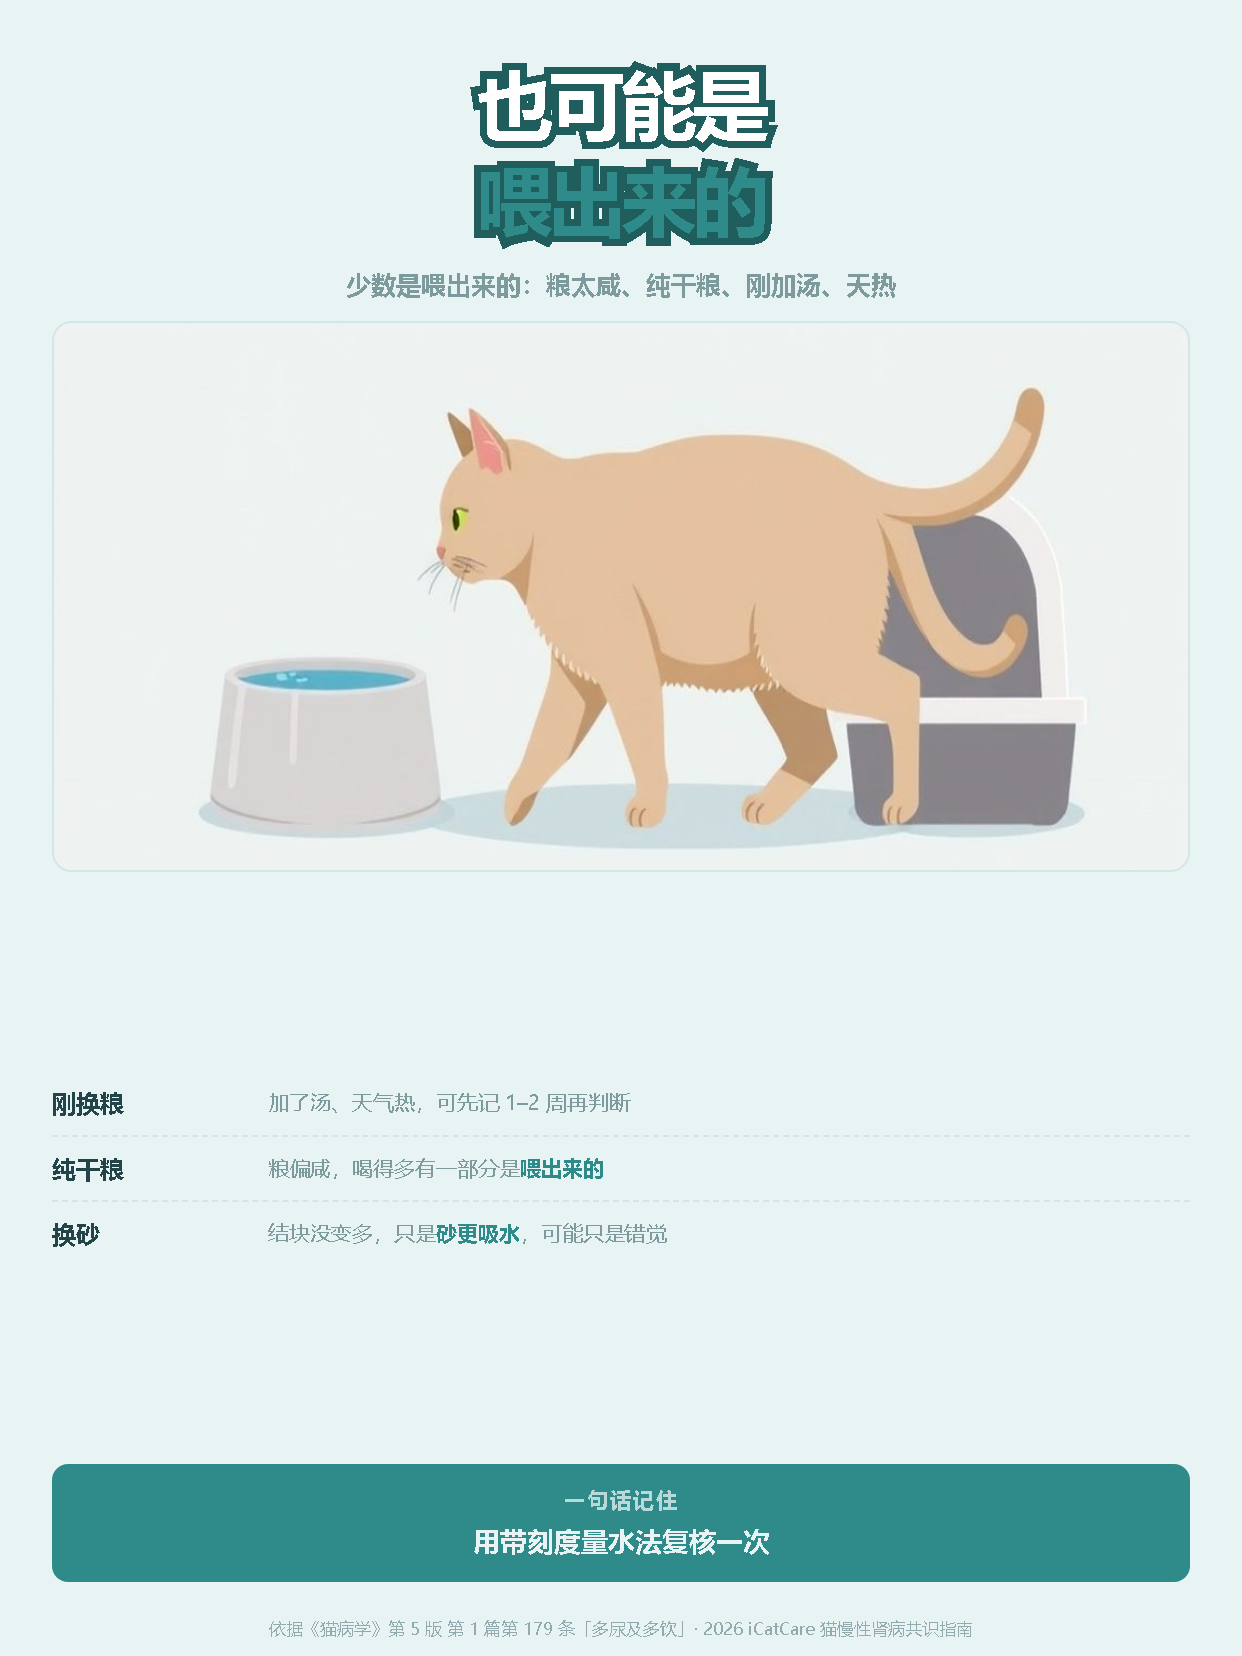 也可能是
喂出来的
少数是喂出来的：粮太咸、纯干粮、刚加汤、天热
刚换粮 加了汤、天气热，可先记 1–2 周再判断
纯干粮 粮偏咸，喝得多有一部分是喂出来的
换砂 结块没变多，只是砂更吸水，可能只是错觉
一句话记住
用带刻度量水法复核一次
依据《猫病学》第 5 版 第 1 篇第 179 条「多尿及多饮」· 2026 iCatCare 猫慢性肾病共识指南